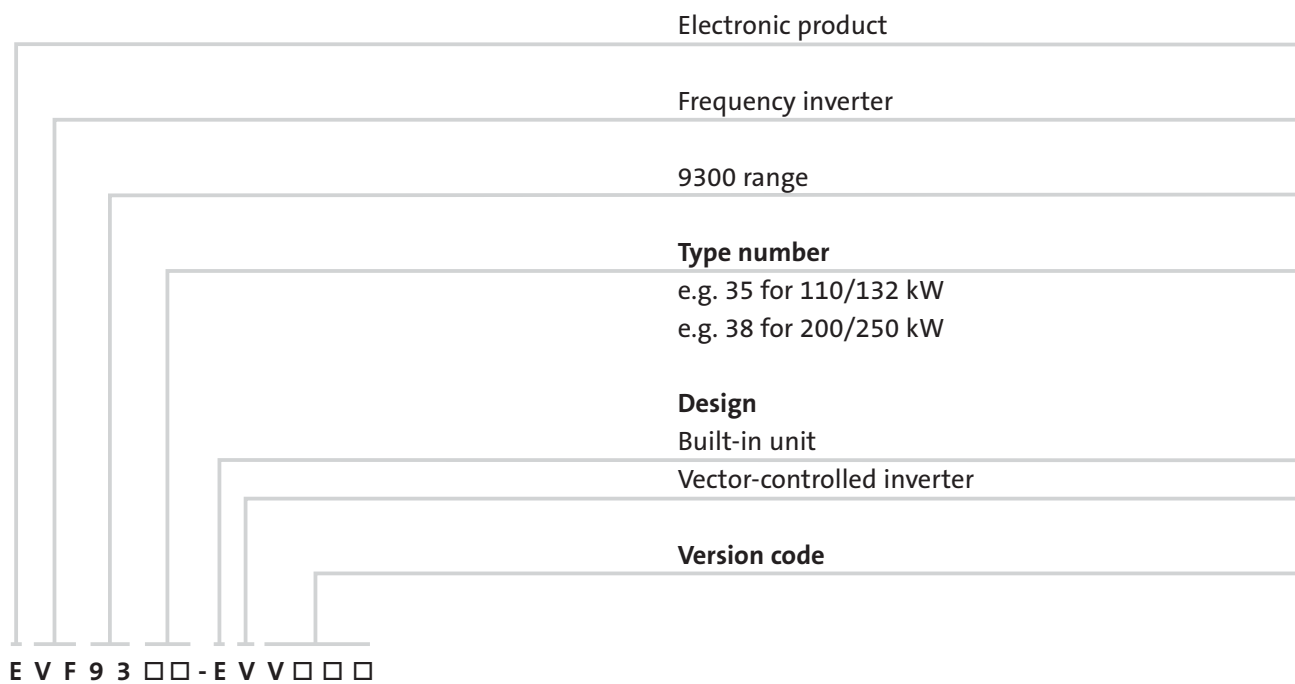 Electronic product
Frequency inverter
9300 range
Type number
e.g. 35 for 110/132 kW
e.g. 38 for 200/250 kW
Design
Built-in unit
Vector-controlled inverter
Version code
E V F 9 3 □ □ - E V V □ □ □